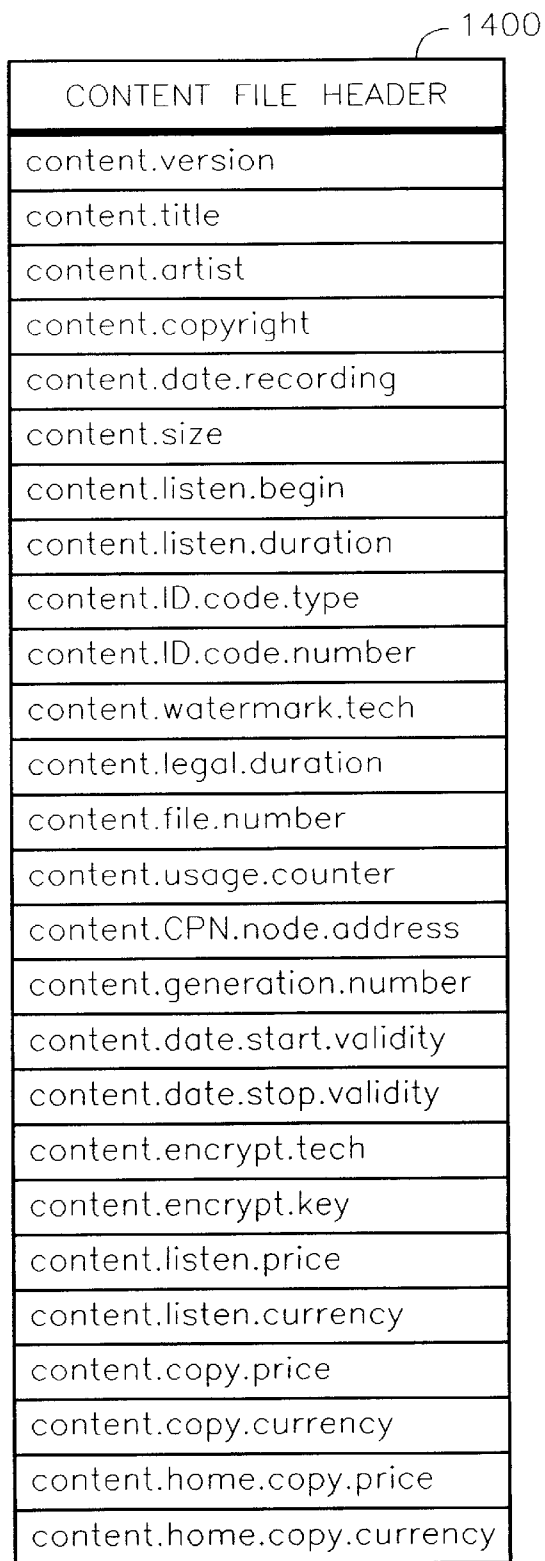 1400
CONTENT FILE HEADER
content.version
content.title
content.artist
content.copyright
content.date.recording
content.size
content.listen.begin
content.listen.duration
content.ID.code.type
content.ID.code.number
content.watermark.tech
content.legal.duration
content.file.number
content.usage.counter
content.CPN.node.address
content.generation.number
content.date.start.validity
content.date.stop.validity
content.encrypt.tech
content.encrypt.key
content.listen.price
content.listen.currency
content.copy.price
content.copy.currency
content.home.copy.price
content.home.copy.currency